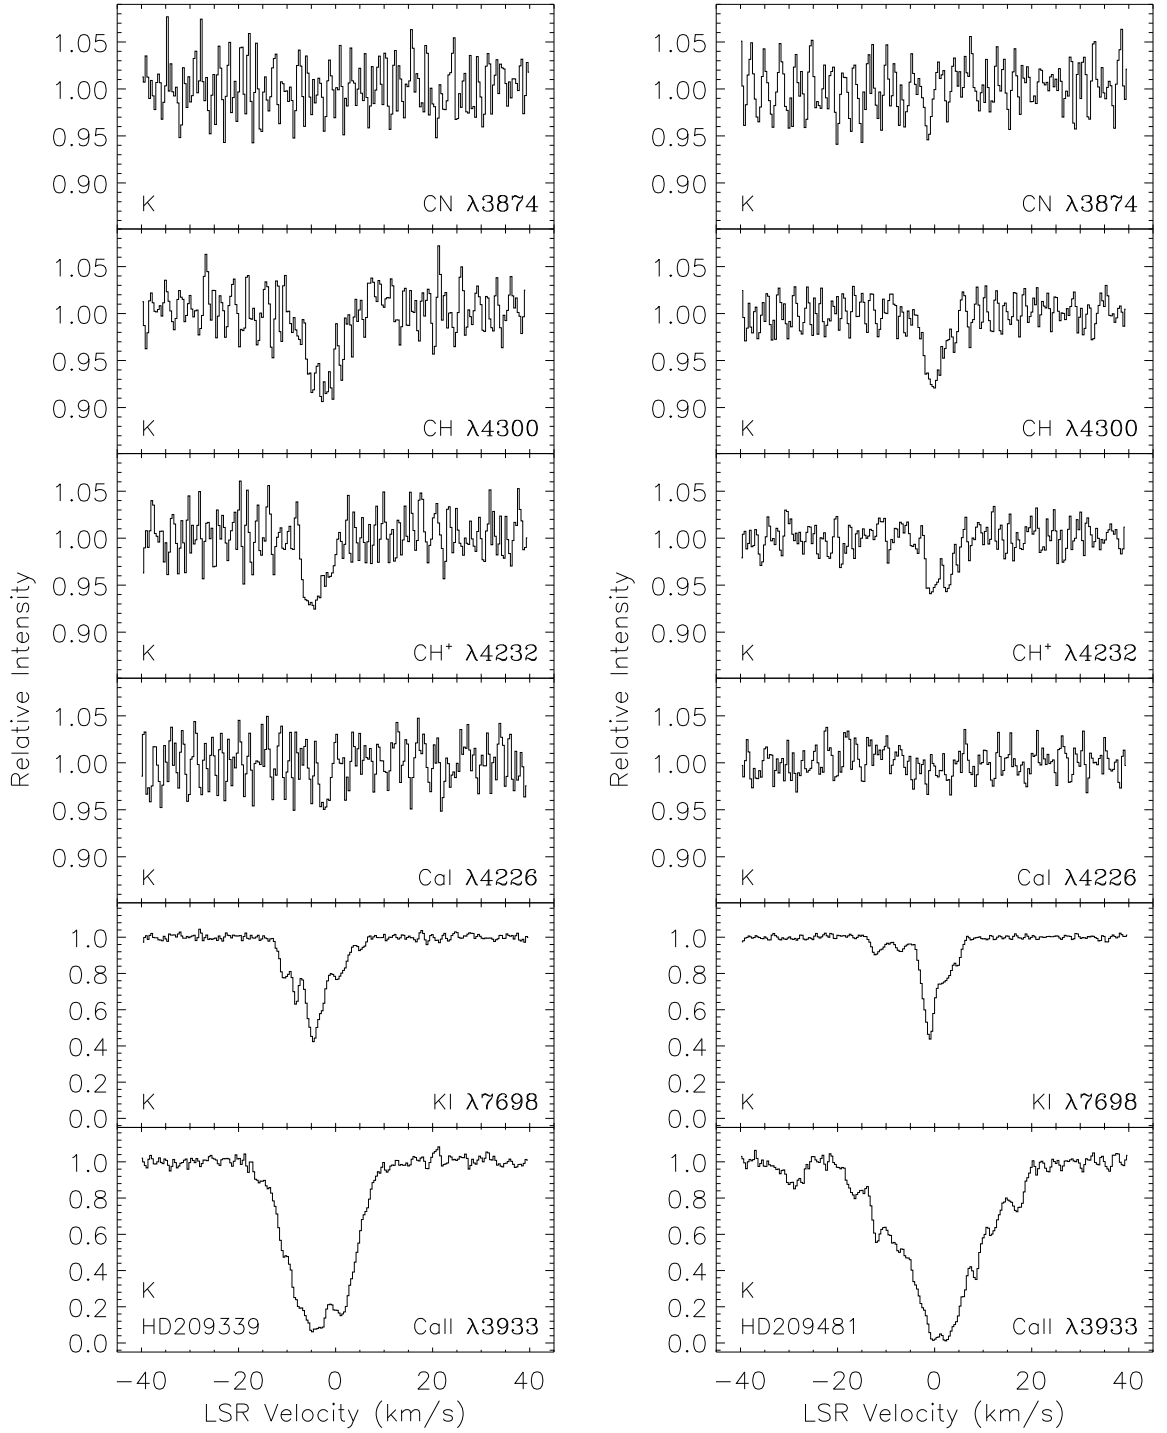 1.05
1.00
0.95
0.90
K CN λ3874
1.05
1.00
0.95
0.90
K CH λ4300
1.05
1.00
0.95
0.90
K CH⁺ λ4232
1.05
1.00
0.95
0.90
K CaI λ4226
1.0
0.8
0.6
0.4
0.2
0.0
K KI λ7698
1.0
0.8
0.6
0.4
0.2
0.0
K
HD209339 CaII λ3933
−40 −20 0 20 40
LSR Velocity (km/s)
Relative Intensity
1.05
1.00
0.95
0.90
K CN λ3874
1.05
1.00
0.95
0.90
K CH λ4300
1.05
1.00
0.95
0.90
K CH⁺ λ4232
1.05
1.00
0.95
0.90
K CaI λ4226
1.0
0.8
0.6
0.4
0.2
0.0
K KI λ7698
1.0
0.8
0.6
0.4
0.2
0.0
K
HD209481 CaII λ3933
−40 −20 0 20 40
LSR Velocity (km/s)
Relative Intensity